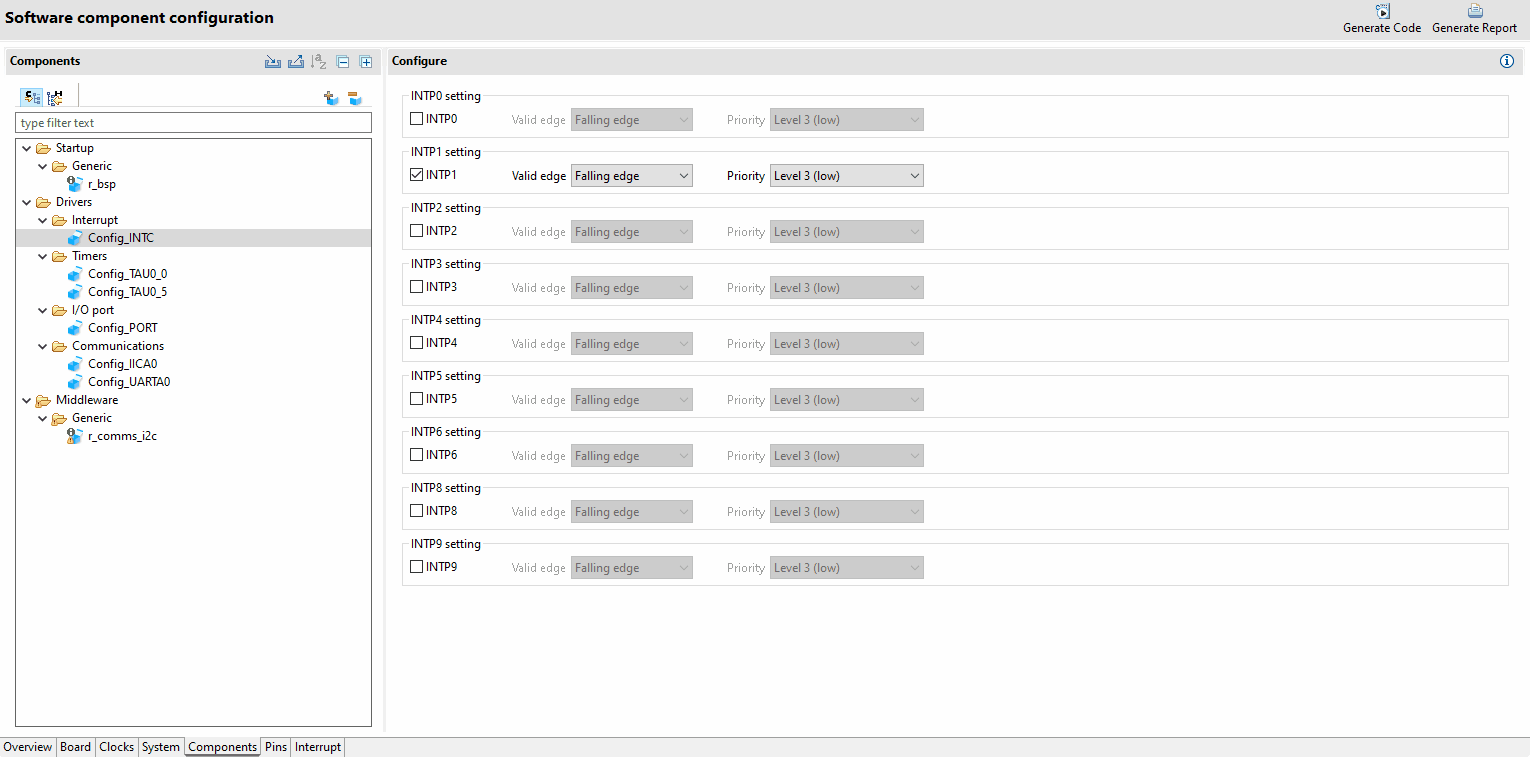 Software component configuration
Generate Code Generate Report
Components
Configure
type filter text
Startup
Generic
r_bsp
Drivers
Interrupt
Config_INTC
Timers
Config_TAU0_0
Config_TAU0_5
I/O port
Config_PORT
Communications
Config_IICA0
Config_UARTA0
Middleware
Generic
r_comms_i2c
INTP0 setting
INTP0 Valid edge Falling edge Priority Level 3 (low)
INTP1 setting
INTP1 Valid edge Falling edge Priority Level 3 (low)
INTP2 setting
INTP2 Valid edge Falling edge Priority Level 3 (low)
INTP3 setting
INTP3 Valid edge Falling edge Priority Level 3 (low)
INTP4 setting
INTP4 Valid edge Falling edge Priority Level 3 (low)
INTP5 setting
INTP5 Valid edge Falling edge Priority Level 3 (low)
INTP6 setting
INTP6 Valid edge Falling edge Priority Level 3 (low)
INTP8 setting
INTP8 Valid edge Falling edge Priority Level 3 (low)
INTP9 setting
INTP9 Valid edge Falling edge Priority Level 3 (low)
Overview Board Clocks System Components Pins Interrupt